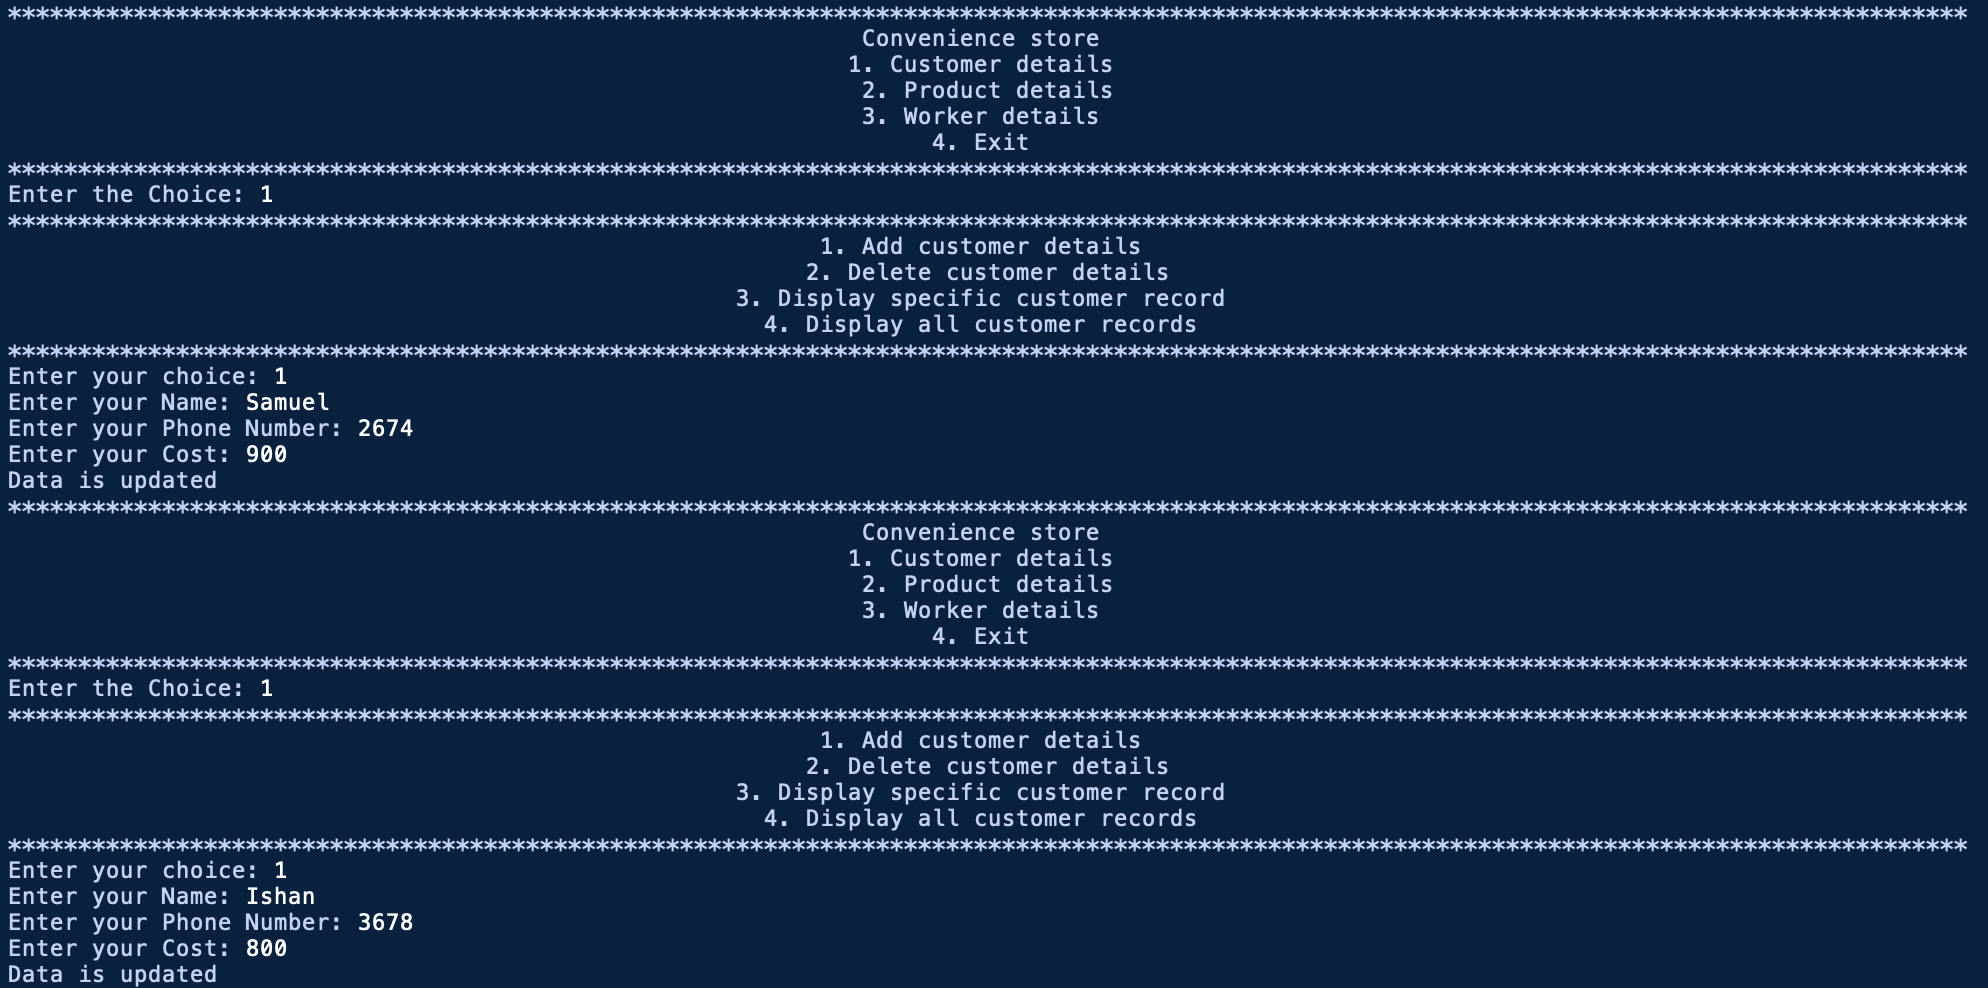 ********************************************************************************************************************************************
Convenience store
1. Customer details
2. Product details
3. Worker details
4. Exit
********************************************************************************************************************************************
Enter the Choice: 1
********************************************************************************************************************************************
1. Add customer details
2. Delete customer details
3. Display specific customer record
4. Display all customer records
********************************************************************************************************************************************
Enter your choice: 1
Enter your Name: Samuel
Enter your Phone Number: 2674
Enter your Cost: 900
Data is updated
********************************************************************************************************************************************
Convenience store
1. Customer details
2. Product details
3. Worker details
4. Exit
********************************************************************************************************************************************
Enter the Choice: 1
********************************************************************************************************************************************
1. Add customer details
2. Delete customer details
3. Display specific customer record
4. Display all customer records
********************************************************************************************************************************************
Enter your choice: 1
Enter your Name: Ishan
Enter your Phone Number: 3678
Enter your Cost: 800
Data is updated